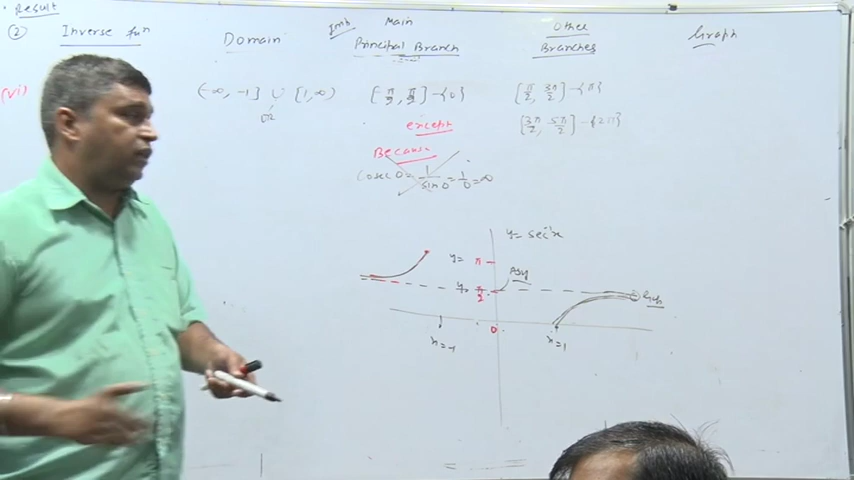 Result
② Inverse fun Domain Imp Main Principal Branch Other Branches Graph
(vi) (-∞, -1] ∪ [1, ∞) [-π/2, π/2] -{0} [π/2, 3π/2] -{π}
or except [3π/2, 5π/2] -{2π}
Because
Cosec 0 = 1/sin 0 = 1/0 = ∞
y = sec⁻¹x
y = π
Asy
y = π/2
0
x = -1 x = 1